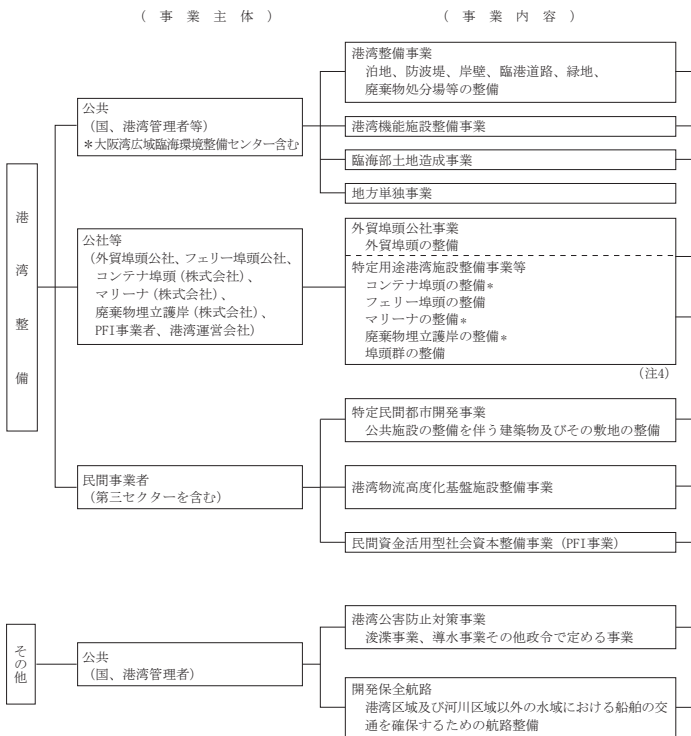 （事業主体）
（事業内容）
港湾整備
公共
（国、港湾管理者等）
＊大阪湾広域臨海環境整備センター含む
港湾整備事業
泊地、防波堤、岸壁、臨港道路、緑地、
廃棄物処分場等の整備
港湾機能施設整備事業
臨海部土地造成事業
地方単独事業
公社等
（外貿埠頭公社、フェリー埠頭公社、
コンテナ埠頭（株式会社）、
マリーナ（株式会社）、
廃棄物埋立護岸（株式会社）、
PFI事業者、港湾運営会社）
外貿埠頭公社事業
外貿埠頭の整備
特定用途港湾施設整備事業等
コンテナ埠頭の整備＊
フェリー埠頭の整備
マリーナの整備＊
廃棄物埋立護岸の整備＊
埠頭群の整備
（注4）
民間事業者
（第三セクターを含む）
特定民間都市開発事業
公共施設の整備を伴う建築物及びその敷地の整備
港湾物流高度化基盤施設整備事業
民間資金活用型社会資本整備事業（PFI事業）
その他
公共
（国、港湾管理者）
港湾公害防止対策事業
浚渫事業、導水事業その他政令で定める事業
開発保全航路
港湾区域及び河川区域以外の水域における船舶の交
通を確保するための航路整備